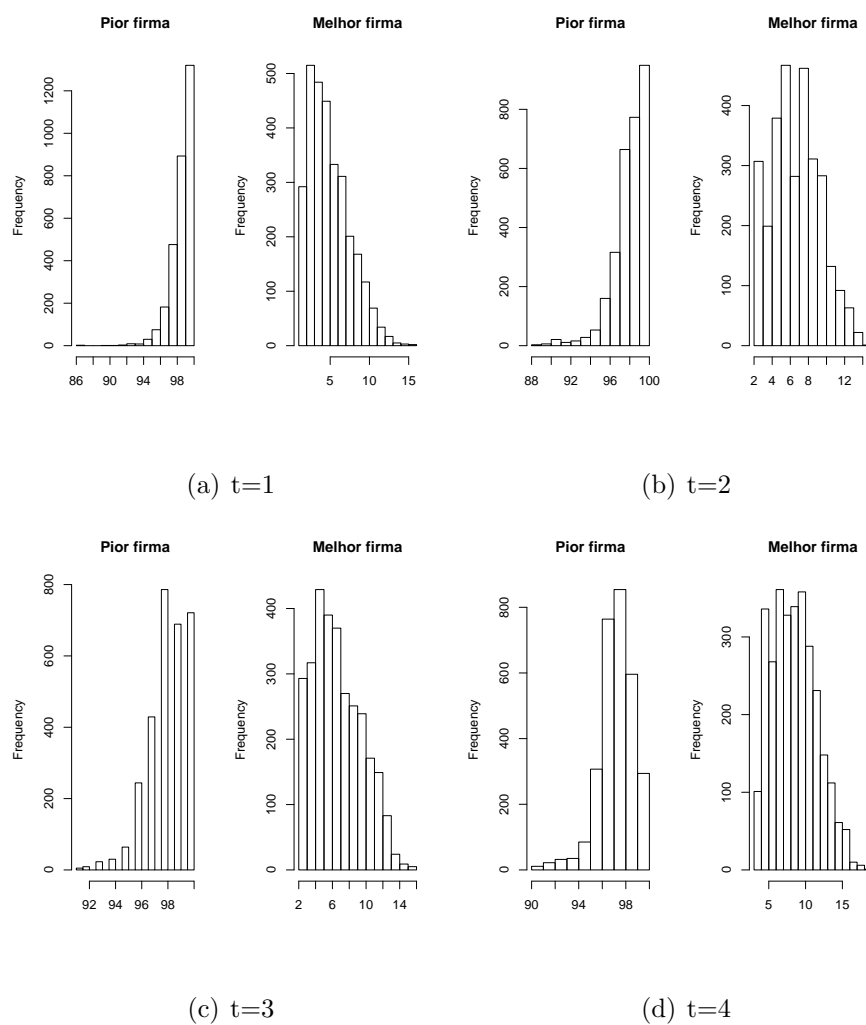 Pior firma
Frequency
0 200 400 600 800 1000 1200
86 90 94 98
Melhor firma
Frequency
0 100 200 300 400 500
5 10 15
(a) t=1
Pior firma
Frequency
0 200 400 600 800
88 92 96 100
Melhor firma
Frequency
0 100 200 300 400
2 4 6 8 12
(b) t=2
Pior firma
Frequency
0 200 400 600 800
92 94 96 98
Melhor firma
Frequency
0 100 200 300 400
2 6 10 14
(c) t=3
Pior firma
Frequency
0 200 400 600 800
90 94 98
Melhor firma
Frequency
0 100 200 300
5 10 15
(d) t=4